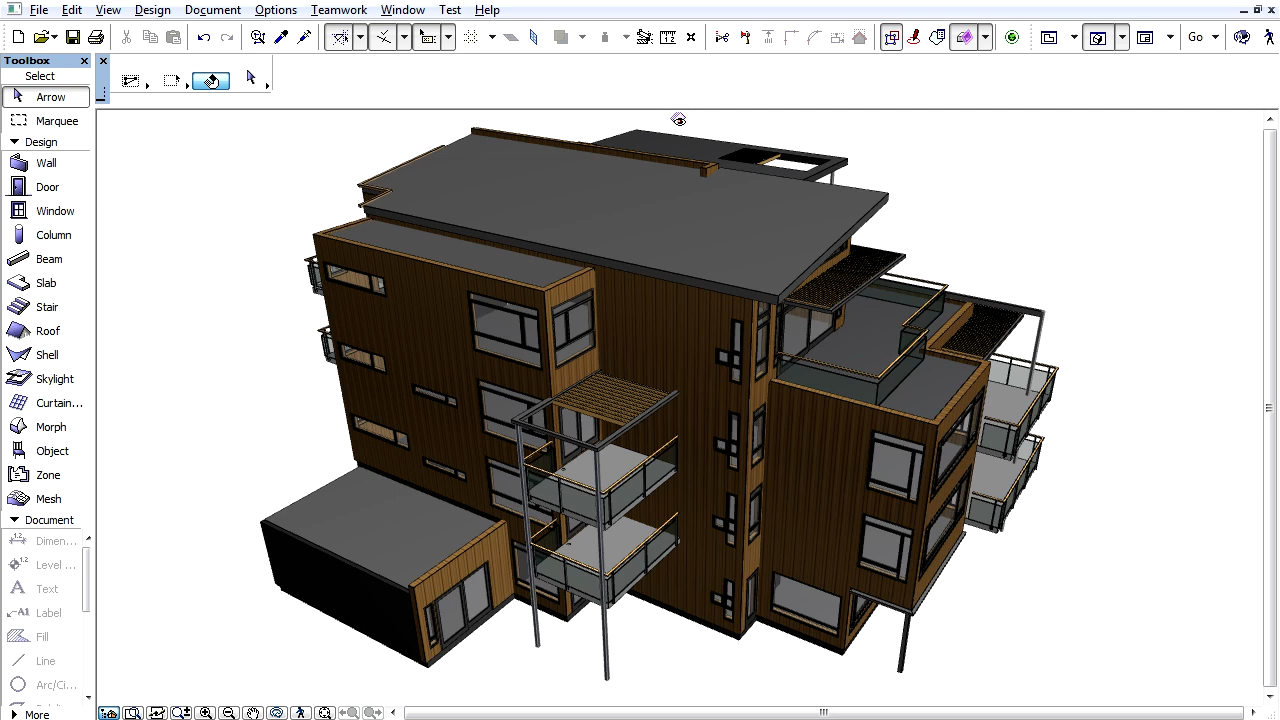 File Edit View Design Document Options Teamwork Window Test Help
Go
Toolbox
Select
Arrow
Marquee
Design
Wall
Door
Window
Column
Beam
Slab
Stair
Roof
Shell
Skylight
Curtain...
Morph
Object
Zone
Mesh
Document
Dimen...
Level ...
Text
Label
Fill
Line
Arc/Ci...
More